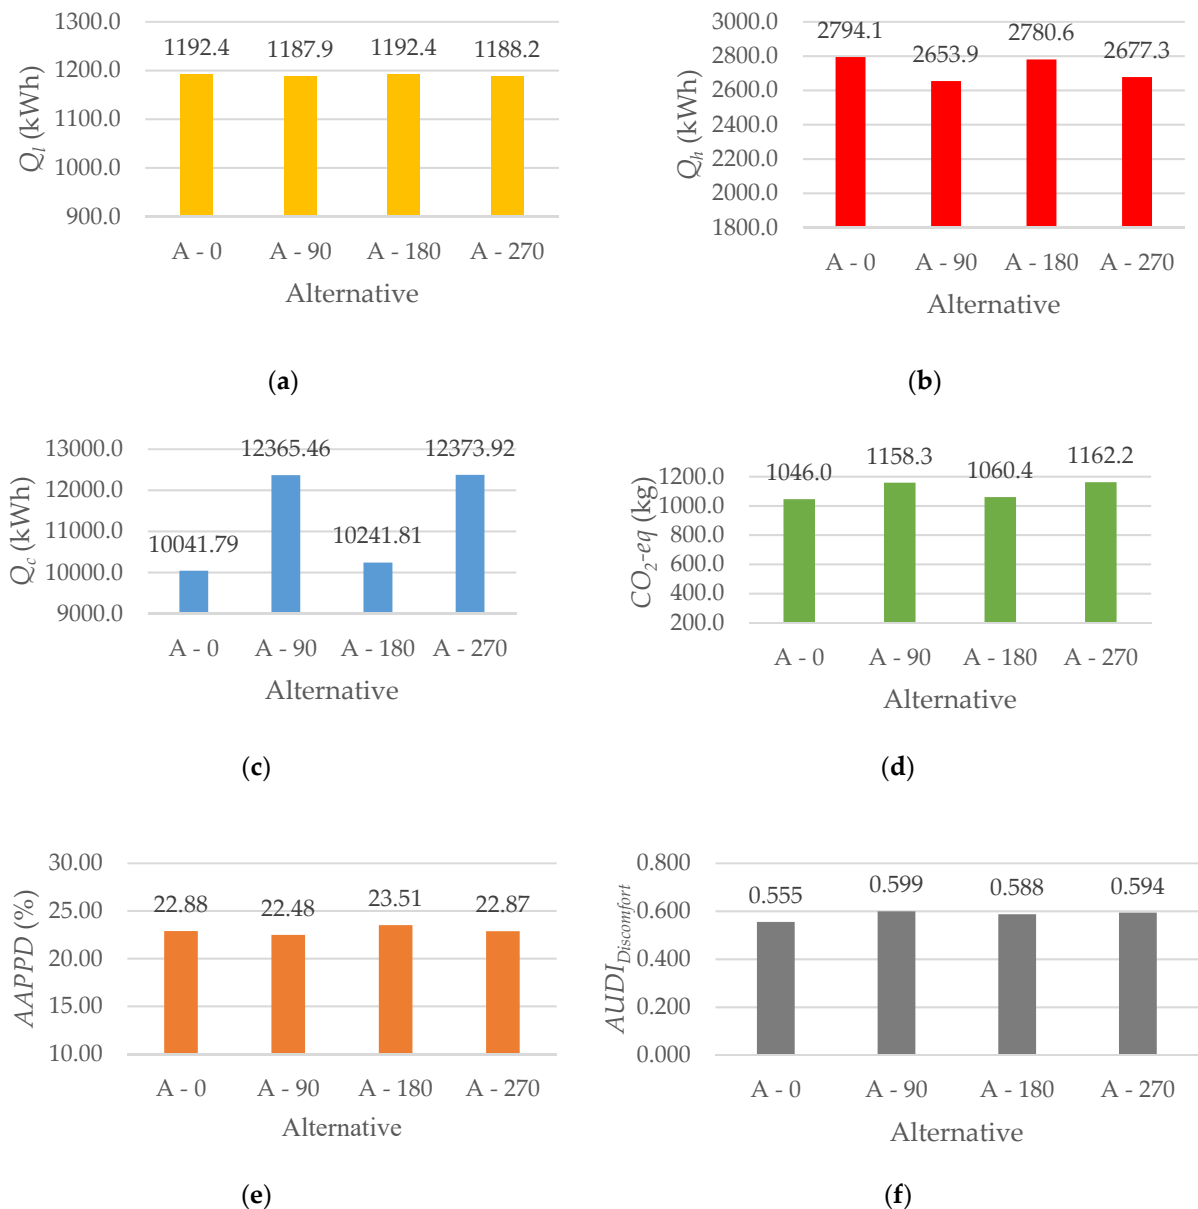 1300.0
1200.0
1100.0
1000.0
900.0
Q_l (kWh)
1192.4 1187.9 1192.4 1188.2
A - 0 A - 90 A - 180 A - 270
Alternative
(a)
3000.0
2800.0
2600.0
2400.0
2200.0
2000.0
1800.0
Q_h (kWh)
2794.1 2653.9 2780.6 2677.3
A - 0 A - 90 A - 180 A - 270
Alternative
(b)
13000.0
12000.0
11000.0
10000.0
9000.0
Q_c (kWh)
10041.79 12365.46 10241.81 12373.92
A - 0 A - 90 A - 180 A - 270
Alternative
(c)
1200.0
1000.0
800.0
600.0
400.0
200.0
CO_2-eq (kg)
1046.0 1158.3 1060.4 1162.2
A - 0 A - 90 A - 180 A - 270
Alternative
(d)
30.00
25.00
20.00
15.00
10.00
AAPPD (%)
22.88 22.48 23.51 22.87
A - 0 A - 90 A - 180 A - 270
Alternative
(e)
0.800
0.600
0.400
0.200
0.000
AUDI_Discomfort
0.555 0.599 0.588 0.594
A - 0 A - 90 A - 180 A - 270
Alternative
(f)